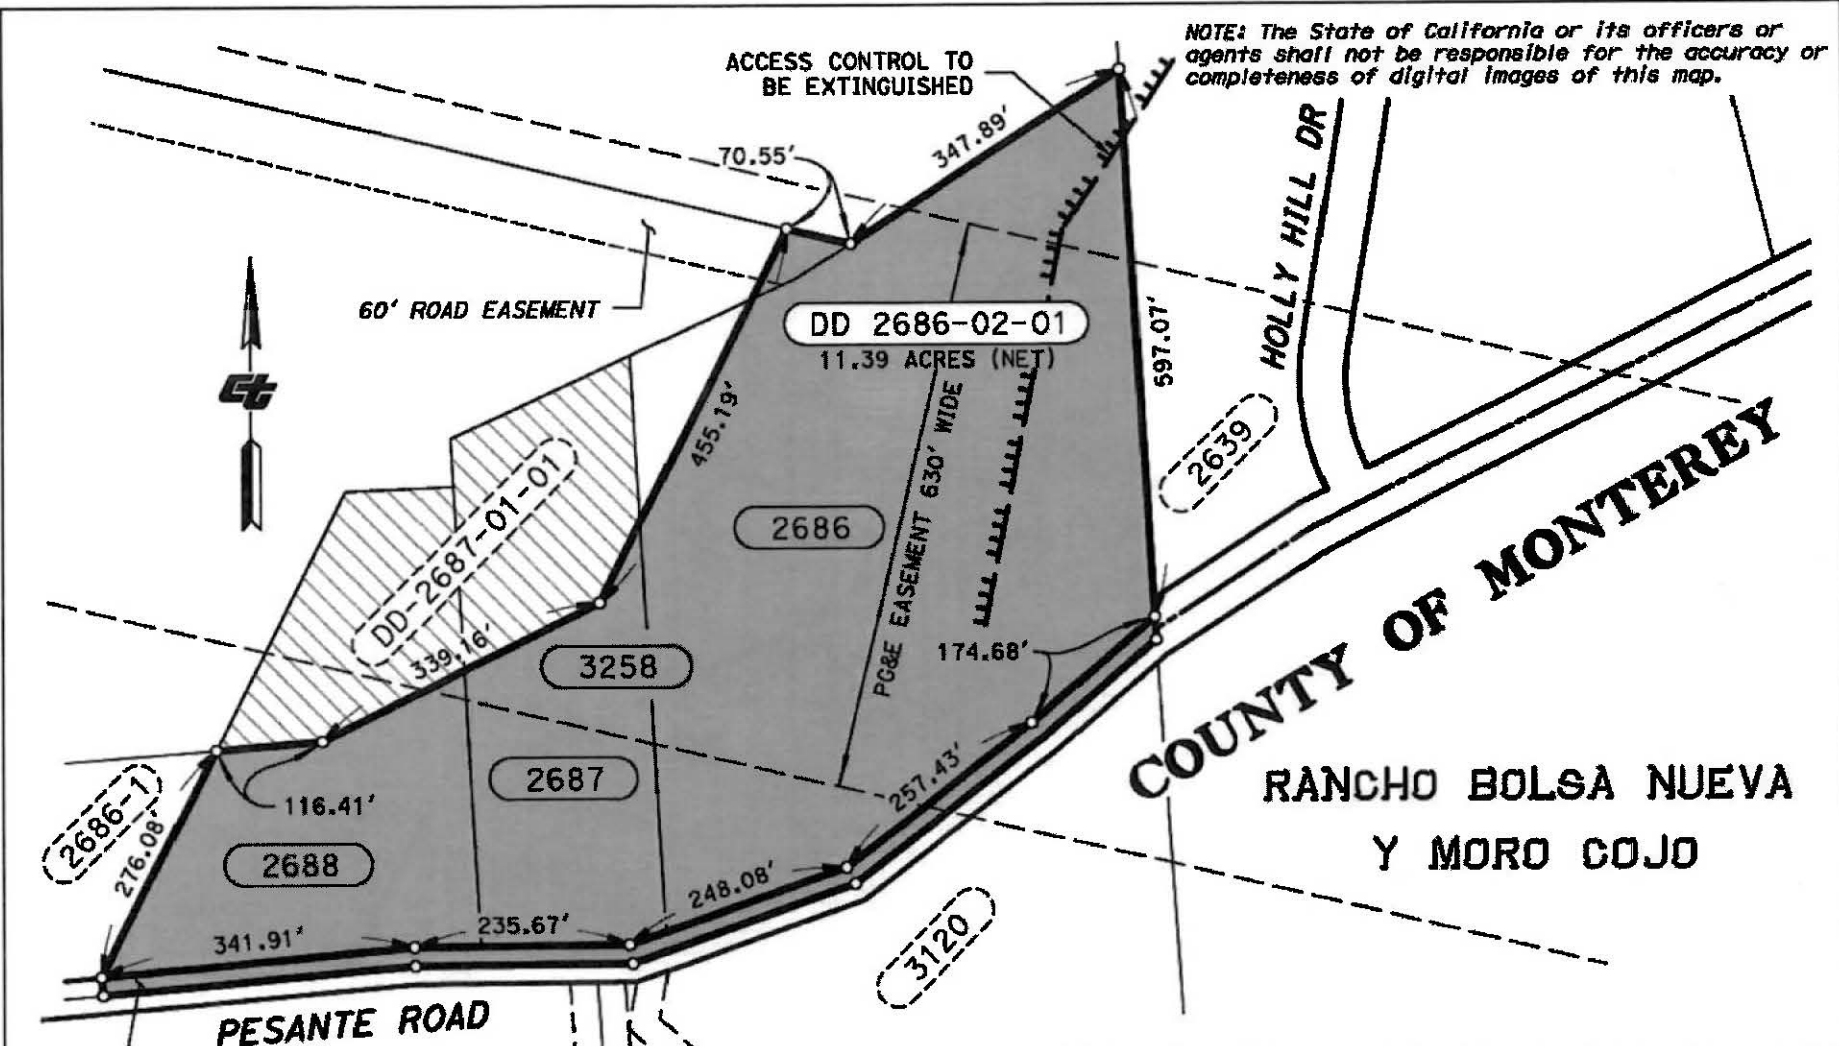 NOTE: The State of California or its officers or
agents shall not be responsible for the accuracy or
completeness of digital images of this map.
ACCESS CONTROL TO
BE EXTINGUISHED
347.89'
70.55'
HOLLY HILL DR
60' ROAD EASEMENT
DD 2686-02-01
11.39 ACRES (NET)
597.07'
Ct
455.19'
PG&E EASEMENT 630' WIDE
2639
DD-2687-01-01
2686
COUNTY OF MONTEREY
339.16'
3258
174.68'
2687
257.43'
RANCHO BOLSA NUEVA
Y MORO COJO
116.41'
2686-1
276.08'
2688
248.08'
235.67'
341.91'
3120
PESANTE ROAD